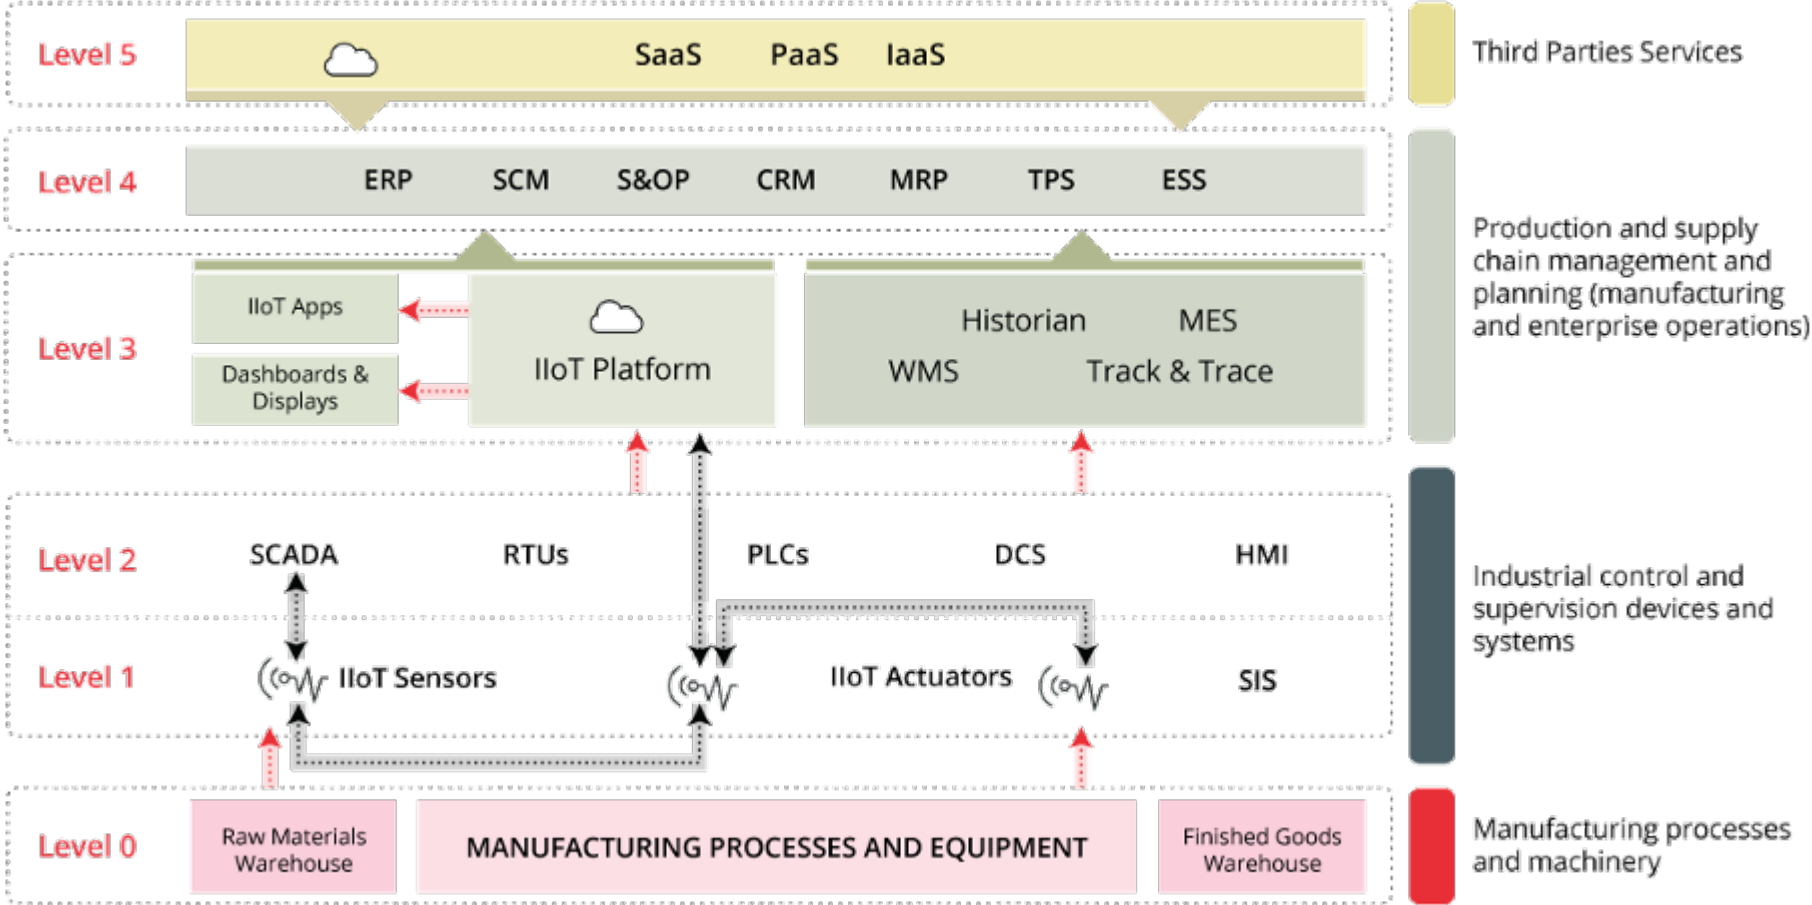 Level 5
SaaS PaaS IaaS
Third Parties Services
Level 4
ERP SCM S&OP CRM MRP TPS ESS
Production and supply
chain management and
planning (manufacturing
and enterprise operations)
Level 3
IIoT Apps
Dashboards &
Displays
IIoT Platform
Historian MES
WMS Track & Trace
Level 2
SCADA RTUs PLCs DCS HMI
Industrial control and
supervision devices and
systems
Level 1
IIoT Sensors IIoT Actuators SIS
Level 0
Raw Materials
Warehouse
MANUFACTURING PROCESSES AND EQUIPMENT
Finished Goods
Warehouse
Manufacturing processes
and machinery